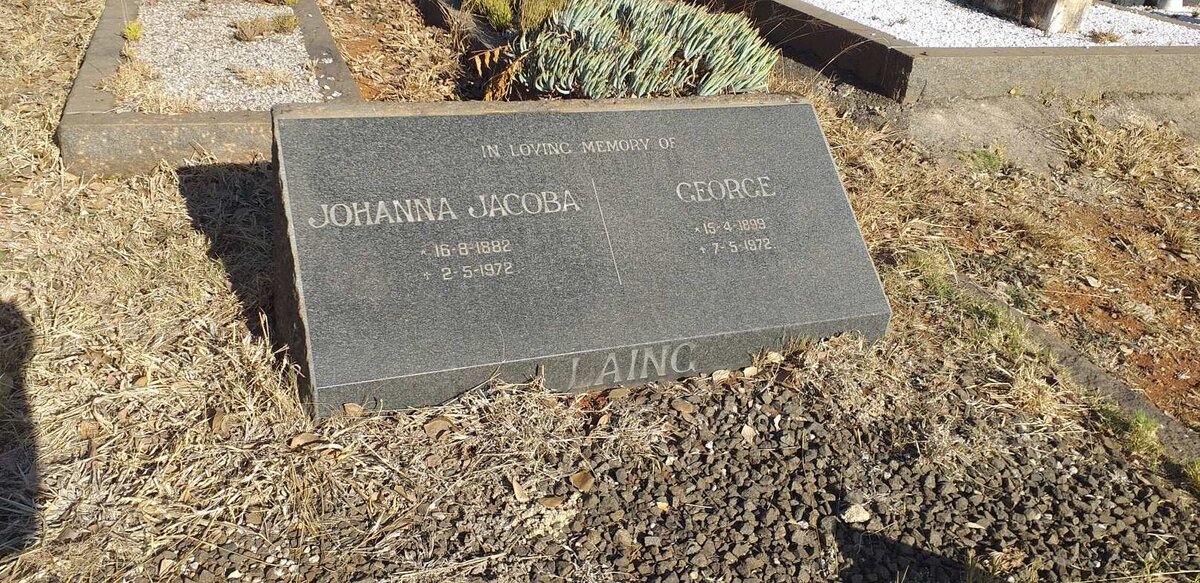 IN LOVING MEMORY OF
JOHANNA JACOBA
* 16-8-1882
+ 2-5-1972
GEORGE
* 15-4-1899
+ 7-5-1972
LAING